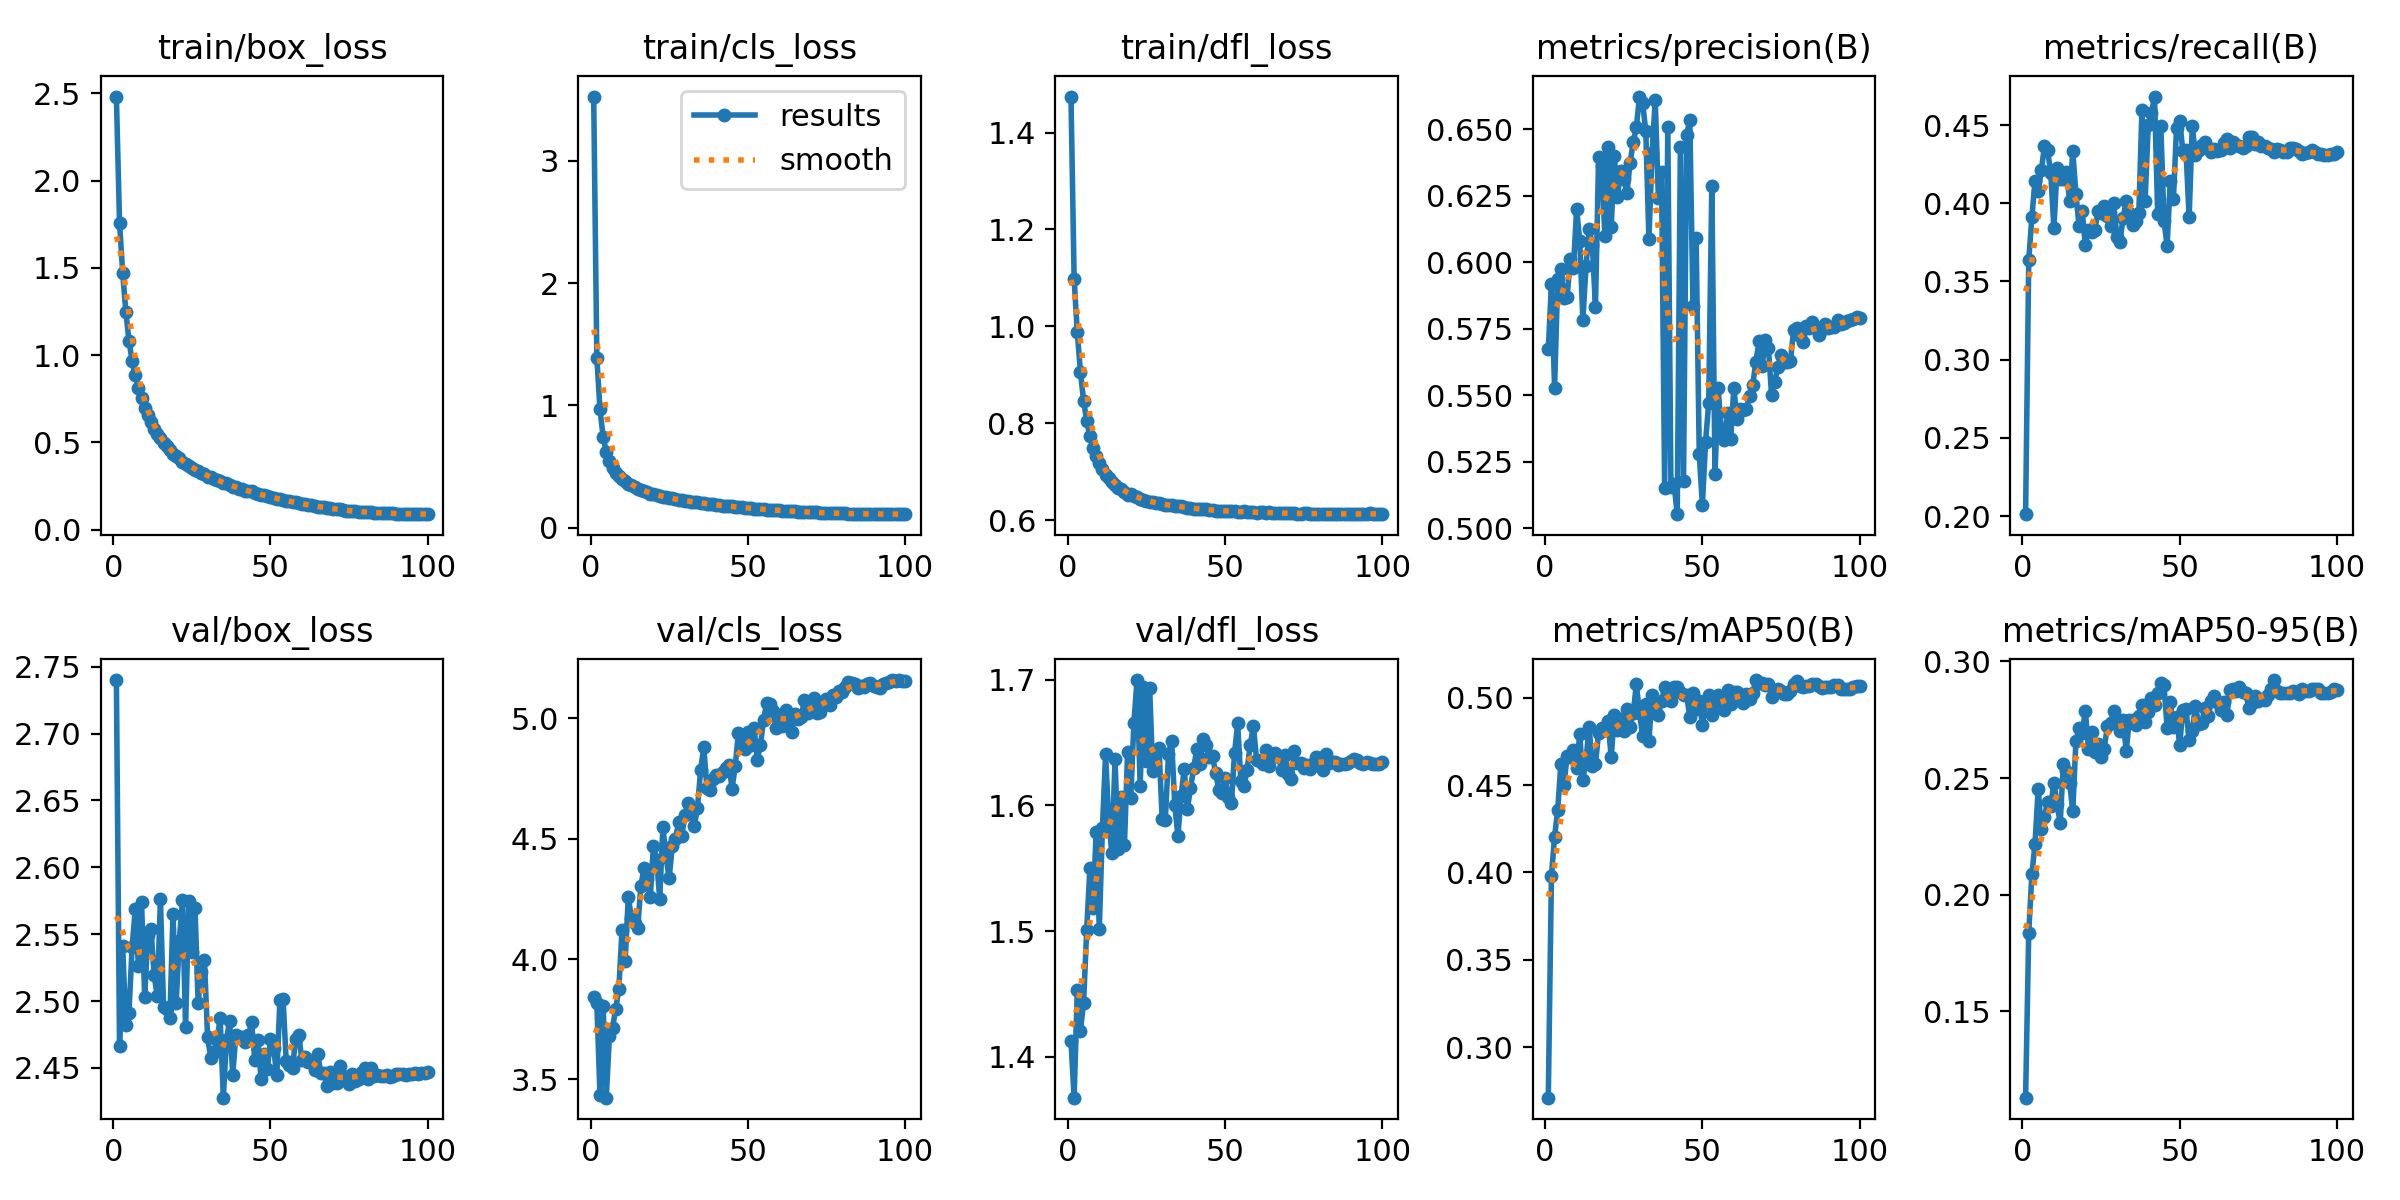 train/box_loss
2.5
2.0
1.5
1.0
0.5
0.0
0 50 100
train/cls_loss
results
smooth
3
2
1
0
0 50 100
train/dfl_loss
1.4
1.2
1.0
0.8
0.6
0 50 100
metrics/precision(B)
0.650
0.625
0.600
0.575
0.550
0.525
0.500
0 50 100
metrics/recall(B)
0.45
0.40
0.35
0.30
0.25
0.20
0 50 100
val/box_loss
2.75
2.70
2.65
2.60
2.55
2.50
2.45
0 50 100
val/cls_loss
5.0
4.5
4.0
3.5
0 50 100
val/dfl_loss
1.7
1.6
1.5
1.4
0 50 100
metrics/mAP50(B)
0.50
0.45
0.40
0.35
0.30
0 50 100
metrics/mAP50-95(B)
0.30
0.25
0.20
0.15
0 50 100